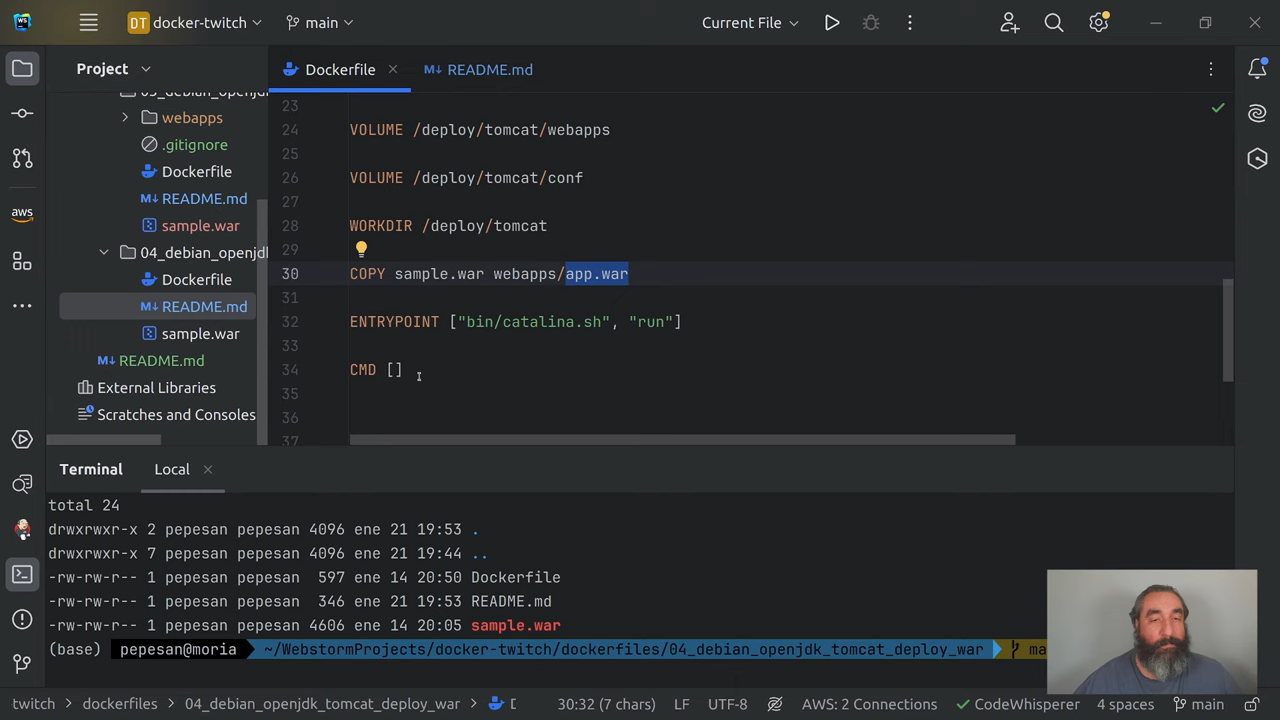 WS
DT docker-twitch
main
Current File
Project
Dockerfile
README.md
webapps
.gitignore
Dockerfile
README.md
sample.war
04_debian_openjdk
Dockerfile
README.md
sample.war
README.md
External Libraries
Scratches and Consoles
aws
23
24 VOLUME /deploy/tomcat/webapps
25
26 VOLUME /deploy/tomcat/conf
27
28 WORKDIR /deploy/tomcat
29
30 COPY sample.war webapps/app.war
31
32 ENTRYPOINT ["bin/catalina.sh", "run"]
33
34 CMD []
35
36
37
Terminal Local
total 24
drwxrwxr-x 2 pepesan pepesan 4096 ene 21 19:53 .
drwxrwxr-x 7 pepesan pepesan 4096 ene 21 19:44 ..
-rw-rw-r-- 1 pepesan pepesan 597 ene 14 20:50 Dockerfile
-rw-rw-r-- 1 pepesan pepesan 346 ene 21 19:53 README.md
-rw-rw-r-- 1 pepesan pepesan 4606 ene 14 20:05 sample.war
(base) pepesan@moria ~/WebstormProjects/docker-twitch/dockerfiles/04_debian_openjdk_tomcat_deploy_war ma
twitch dockerfiles 04_debian_openjdk_tomcat_deploy_war 30:32 (7 chars) LF UTF-8 AWS: 2 Connections CodeWhisperer 4 spaces main